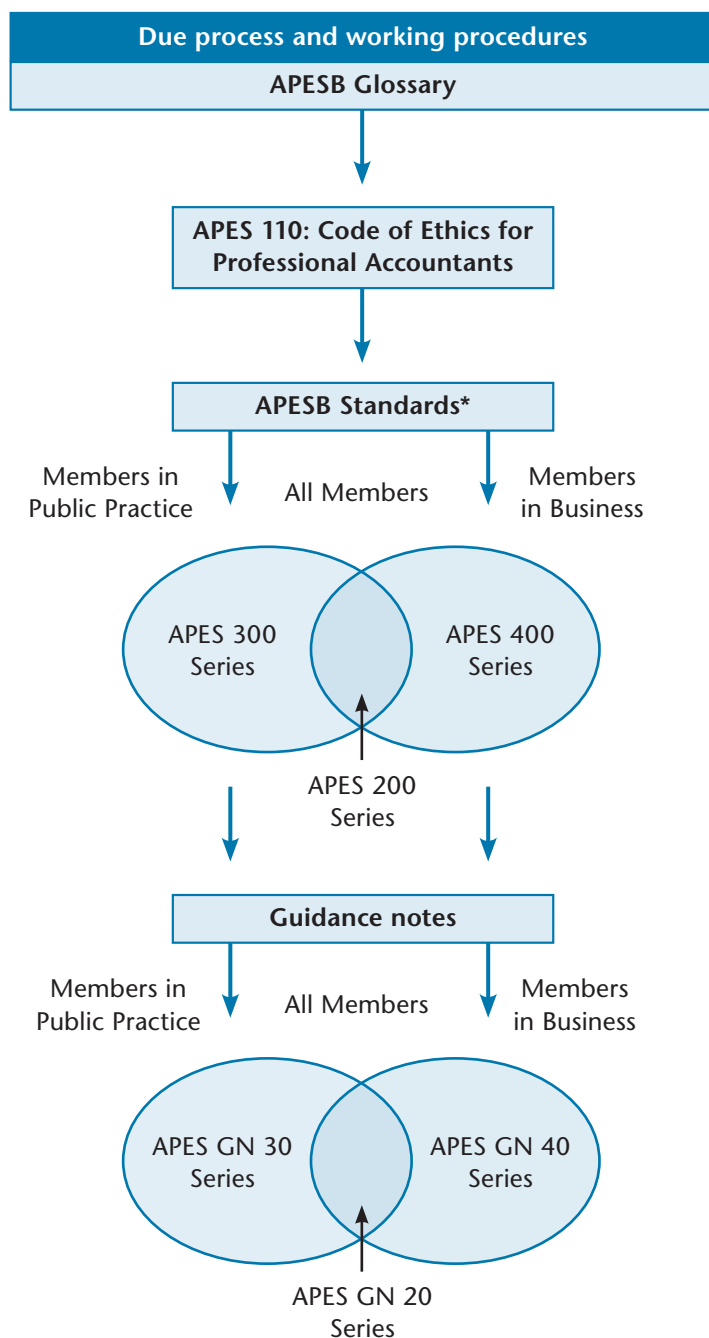 Due process and working procedures
APESB Glossary
APES 110: Code of Ethics for
Professional Accountants
APESB Standards*
Members in
Public Practice
All Members
Members
in Business
APES 300
Series
APES 400
Series
APES 200
Series
Guidance notes
Members in
Public Practice
All Members
Members
in Business
APES GN 30
Series
APES GN 40
Series
APES GN 20
Series